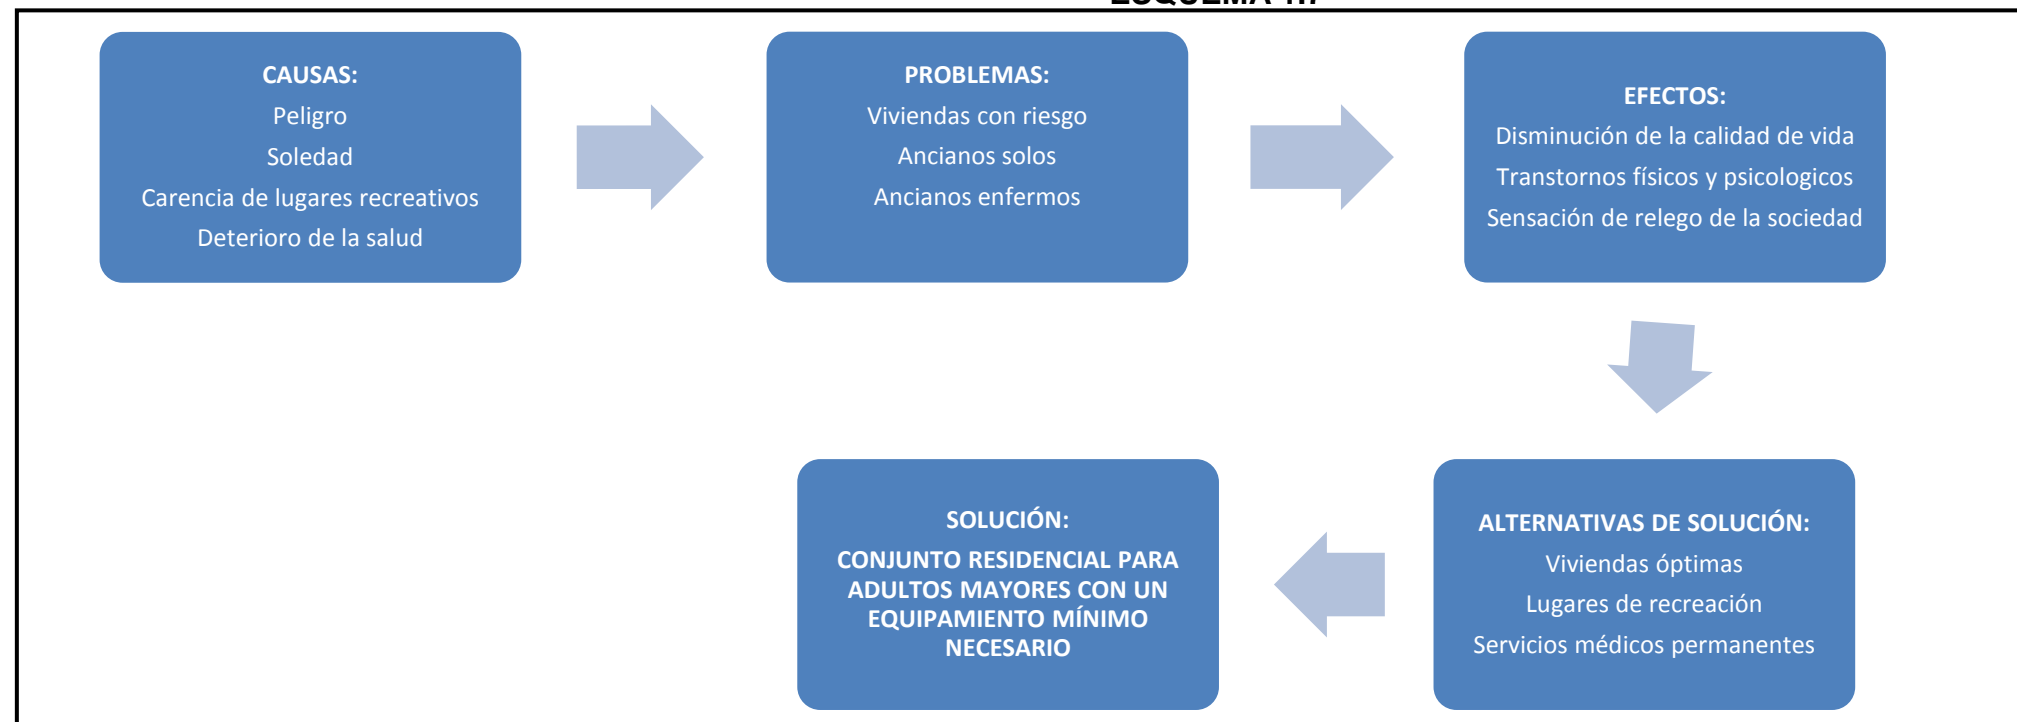 CAUSAS:
Peligro
Soledad
Carencia de lugares recreativos
Deterioro de la salud
PROBLEMAS:
Viviendas con riesgo
Ancianos solos
Ancianos enfermos
EFECTOS:
Disminución de la calidad de vida
Transtornos físicos y psicologicos
Sensación de relego de la sociedad
ALTERNATIVAS DE SOLUCIÓN:
Viviendas óptimas
Lugares de recreación
Servicios médicos permanentes
SOLUCIÓN:
CONJUNTO RESIDENCIAL PARA
ADULTOS MAYORES CON UN
EQUIPAMIENTO MÍNIMO
NECESARIO